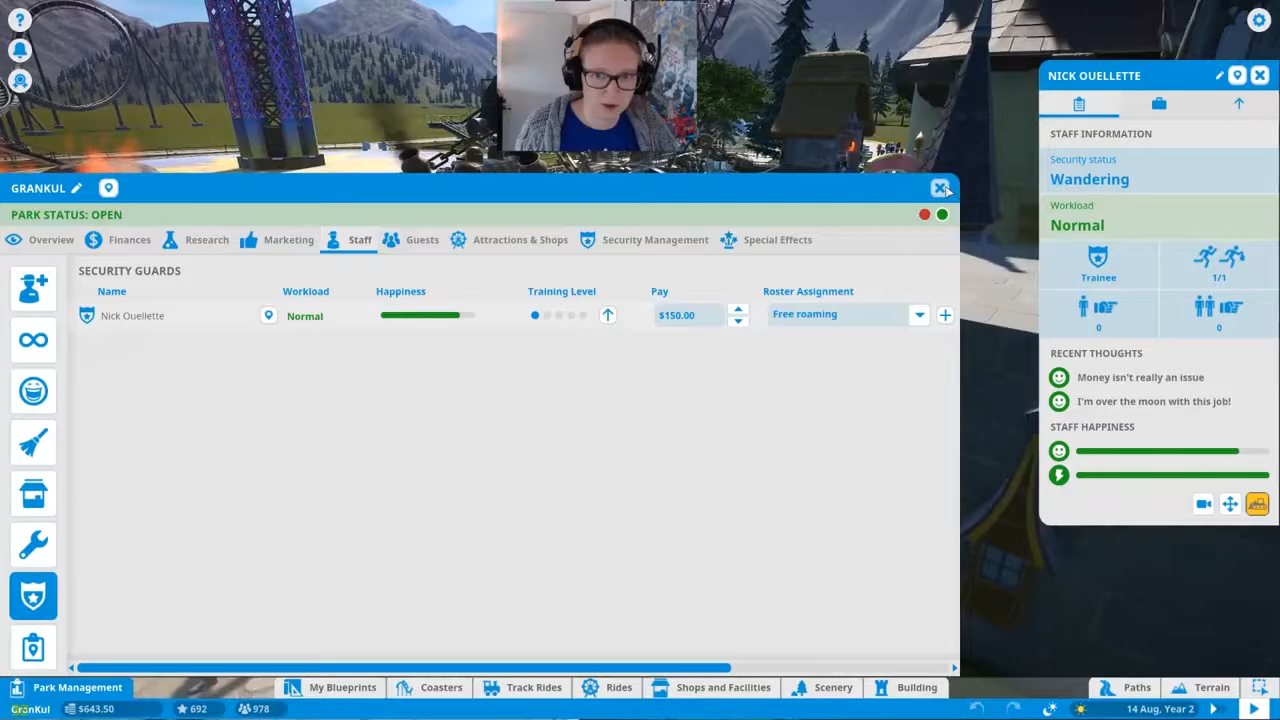 ?
NICK OUELLETTE
STAFF INFORMATION
Security status
Wandering
Workload
Normal
Trainee
1/1
0
0
RECENT THOUGHTS
Money isn't really an issue
I'm over the moon with this job!
STAFF HAPPINESS
GRANKUL
PARK STATUS: OPEN
Overview Finances Research Marketing Staff Guests Attractions & Shops Security Management Special Effects
SECURITY GUARDS
Name Workload Happiness Training Level Pay Roster Assignment
Nick Ouellette Normal $150.00 Free roaming
Park Management My Blueprints Coasters Track Rides Rides Shops and Facilities Scenery Building Paths Terrain
GranKul $643.50 692 978 14 Aug, Year 2